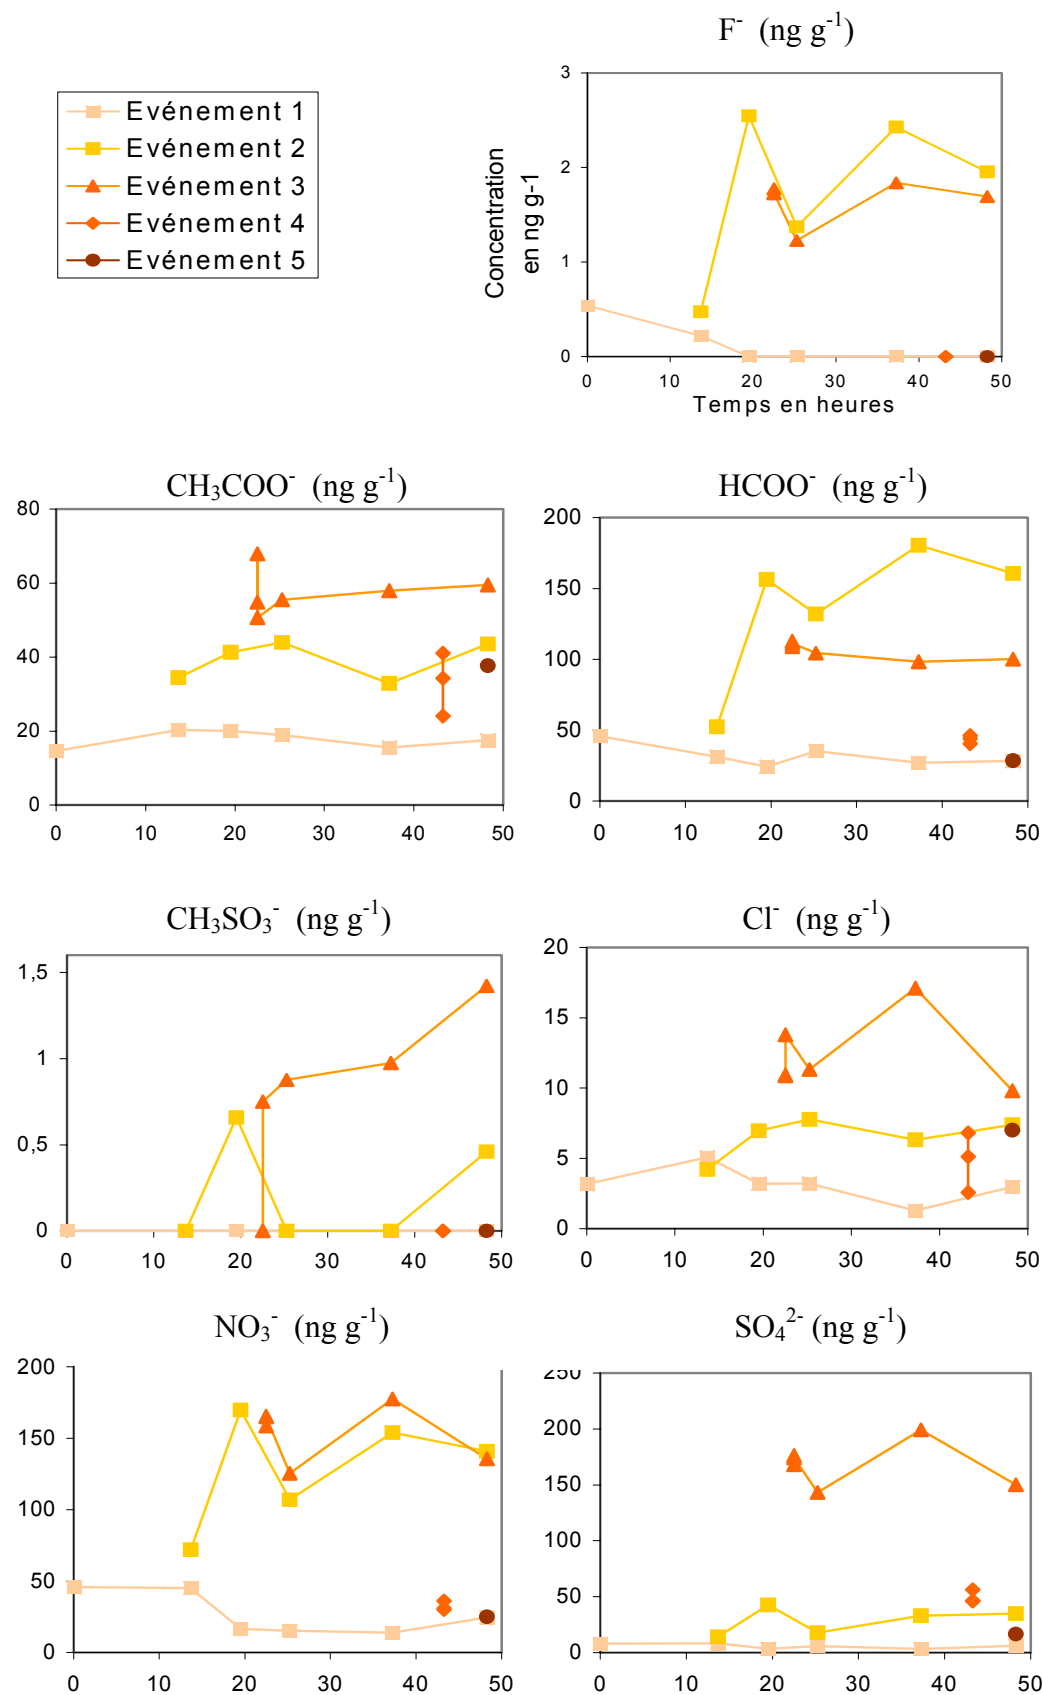 F⁻ (ng g⁻¹)
Evénement 1
Evénement 2
Evénement 3
Evénement 4
Evénement 5
Concentration
en ng g-1
3
2
1
0
0 10 20 30 40 50
Temps en heures
CH₃COO⁻ (ng g⁻¹)
80
60
40
20
0
0 10 20 30 40 50
HCOO⁻ (ng g⁻¹)
200
150
100
50
0
0 10 20 30 40 50
CH₃SO₃⁻ (ng g⁻¹)
1,5
1
0,5
0
0 10 20 30 40 50
Cl⁻ (ng g⁻¹)
20
15
10
5
0
0 10 20 30 40 50
NO₃⁻ (ng g⁻¹)
200
150
100
50
0
0 10 20 30 40 50
SO₄²⁻ (ng g⁻¹)
250
200
150
100
50
0
0 10 20 30 40 50